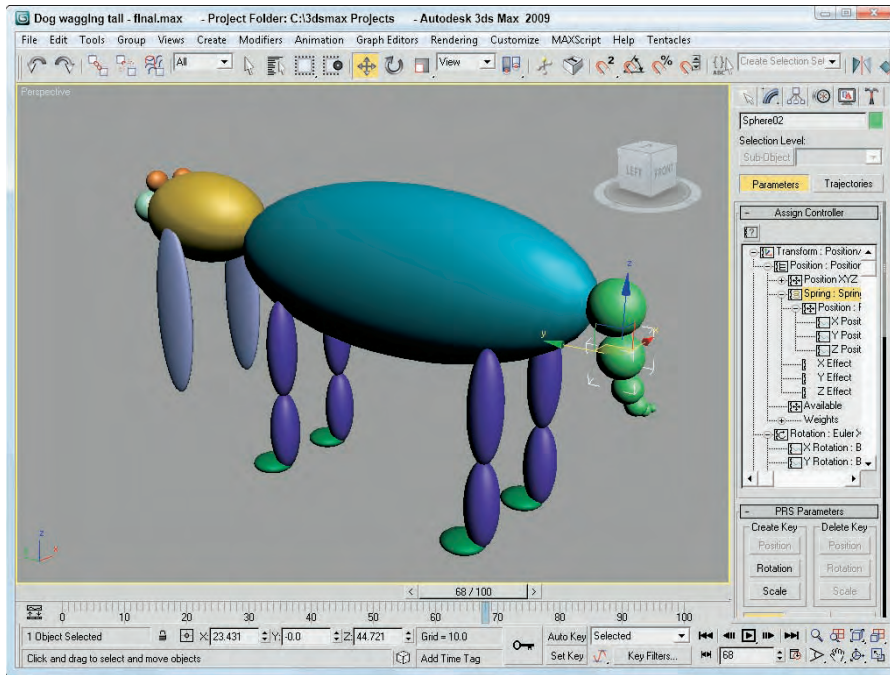 Dog wagging tail - final.max - Project Folder: C:\3dsmax Projects - Autodesk 3ds Max 2009
File Edit Tools Group Views Create Modifiers Animation Graph Editors Rendering Customize MAXScript Help Tentacles
All View Create Selection Set
Perspective
LEFT FRONT
z
y x
Sphere02
Selection Level:
Sub-Object
Parameters Trajectories
- Assign Controller
Transform : Position/
Position : Position
Position XYZ
Spring : Spring
Position : F
X Posit
Y Posit
Z Posit
X Effect
Y Effect
Z Effect
Available
Weights
Rotation : Euler X
X Rotation : B
Y Rotation : B
- PRS Parameters
Create Key Delete Key
Position Position
Rotation Rotation
Scale Scale
z
x
< 68 / 100 >
0 10 20 30 40 50 60 70 80 90 100
1 Object Selected X: 23.431 Y: -0.0 Z: 44.721 Grid = 10.0 Auto Key Selected
Click and drag to select and move objects Add Time Tag Set Key Key Filters... 68